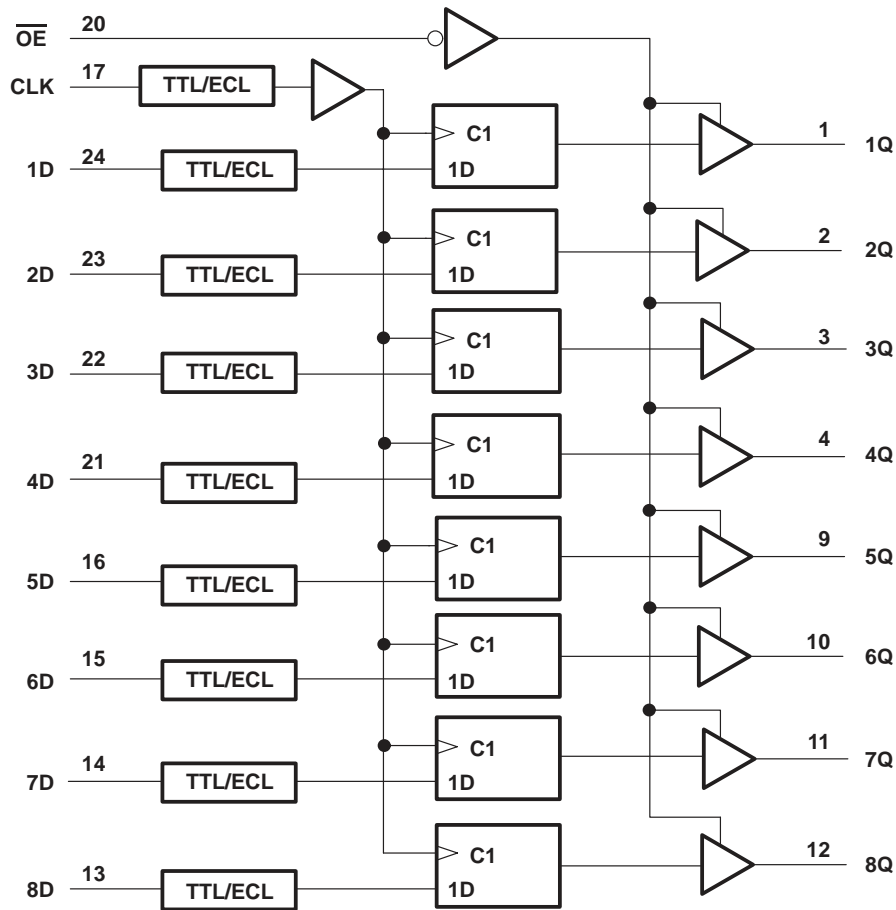 OE 20
CLK 17 TTL/ECL
C1 1 1Q
1D 24 TTL/ECL 1D
C1 2 2Q
2D 23 TTL/ECL 1D
C1 3 3Q
3D 22 TTL/ECL 1D
C1 4 4Q
4D 21 TTL/ECL 1D
C1 9 5Q
5D 16 TTL/ECL 1D
C1 10 6Q
6D 15 TTL/ECL 1D
C1 11 7Q
7D 14 TTL/ECL 1D
C1 12 8Q
8D 13 TTL/ECL 1D